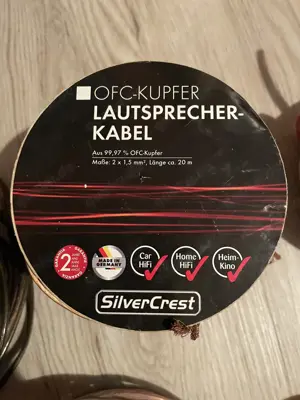 OFC-KUPFER
LAUTSPRECHER-
KABEL
Aus 99,97 % OFC-Kupfer
Maße: 2 x 1,5 mm², Länge ca. 20 m
2
MADE IN
GERMANY
Car
HiFi
Home
HiFi
Heim-
Kino
SilverCrest